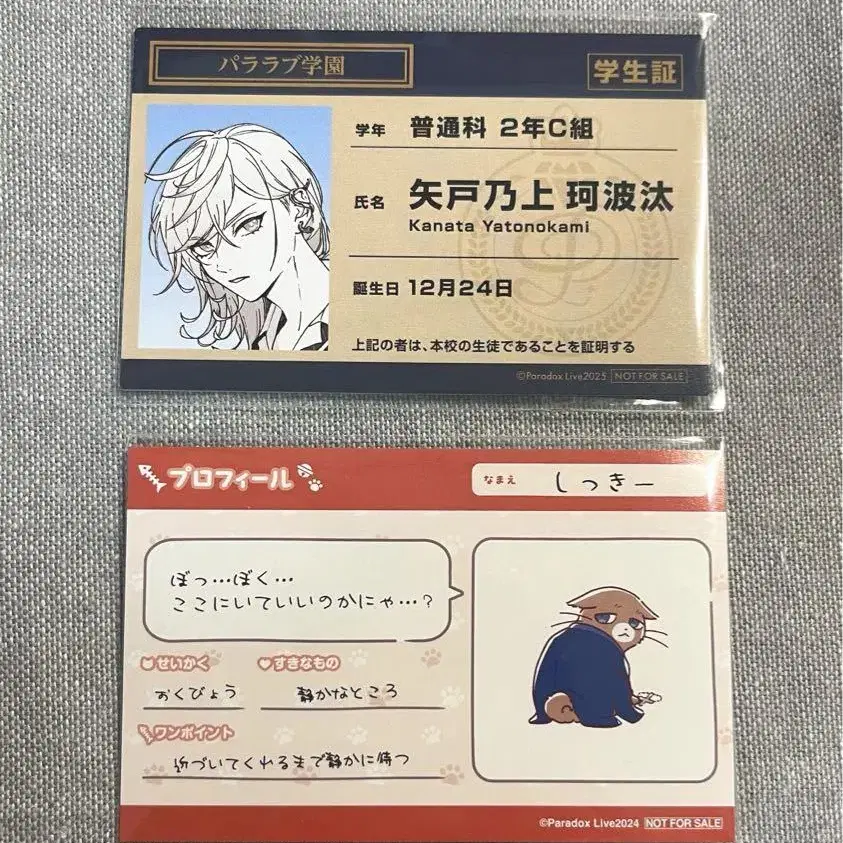 パララブ学園
学生証
学年 普通科 2年C組
氏名 矢戸乃上 珂波汰
Kanata Yatonokami
誕生日 12月24日
上記の者は、本校の生徒であることを証明する
©Paradox Live2025 NOT FOR SALE
プロフィール
なまえ しっきー
ぼっ…ぼく…
ここにいていいのかにゃ…?
せいかく
おくびょう
すきなもの
静かなところ
ワンポイント
近づいてくれるまで静かに待つ
©Paradox Live2024 NOT FOR SALE